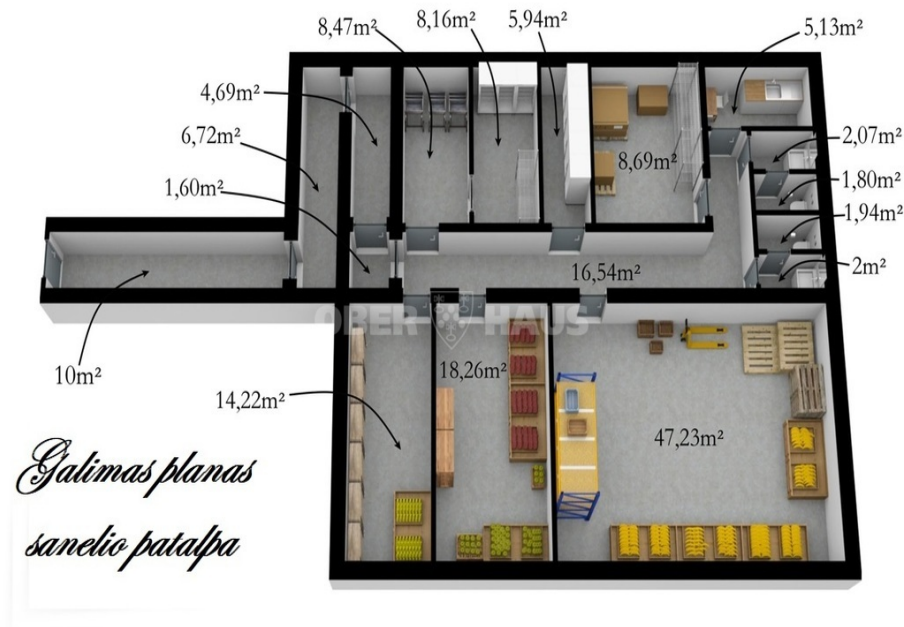 8,47m²
8,16m²
5,94m²
5,13m²
4,69m²
6,72m²
1,60m²
8,69m²
2,07m²
1,80m²
1,94m²
2m²
16,54m²
10m²
OBER HAUS
14,22m²
18,26m²
47,23m²
Galimas planas
sanelio patalpa